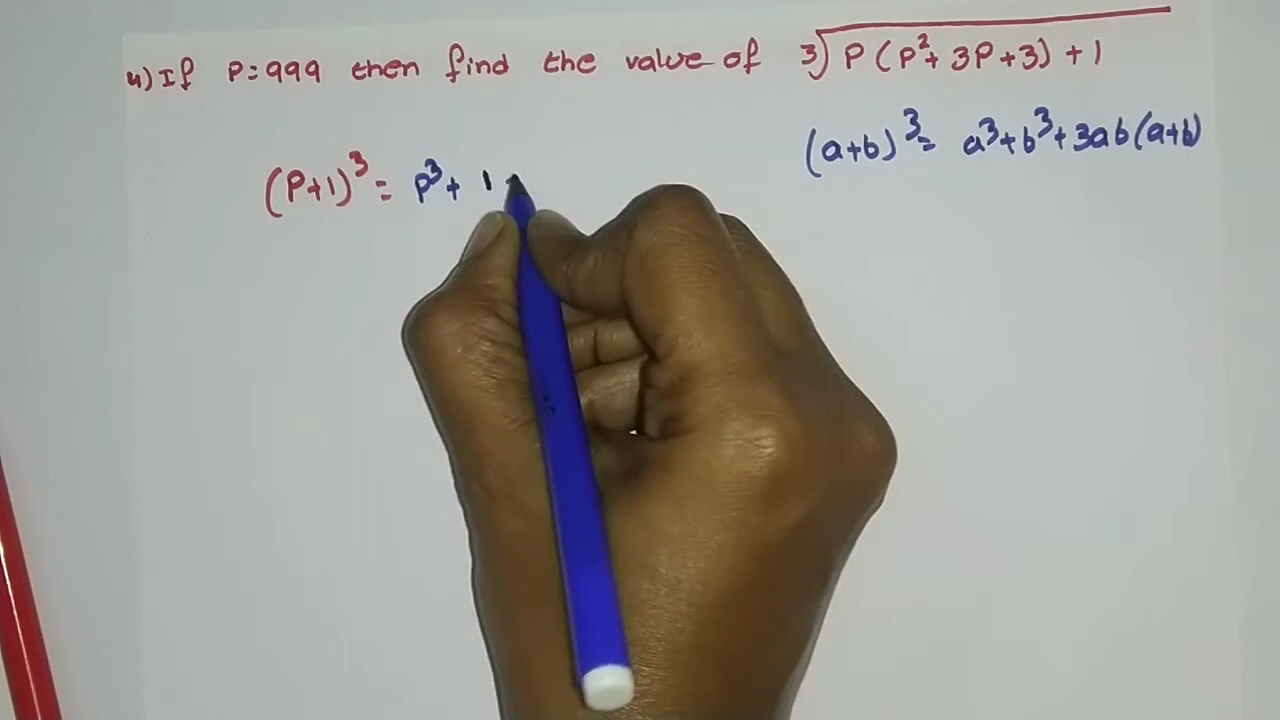 4) If P=999 then find the value of ∛P(P²+3P+3)+1
(a+b)³= a³+b³+3ab(a+b)
(P+1)³= P³+ 1